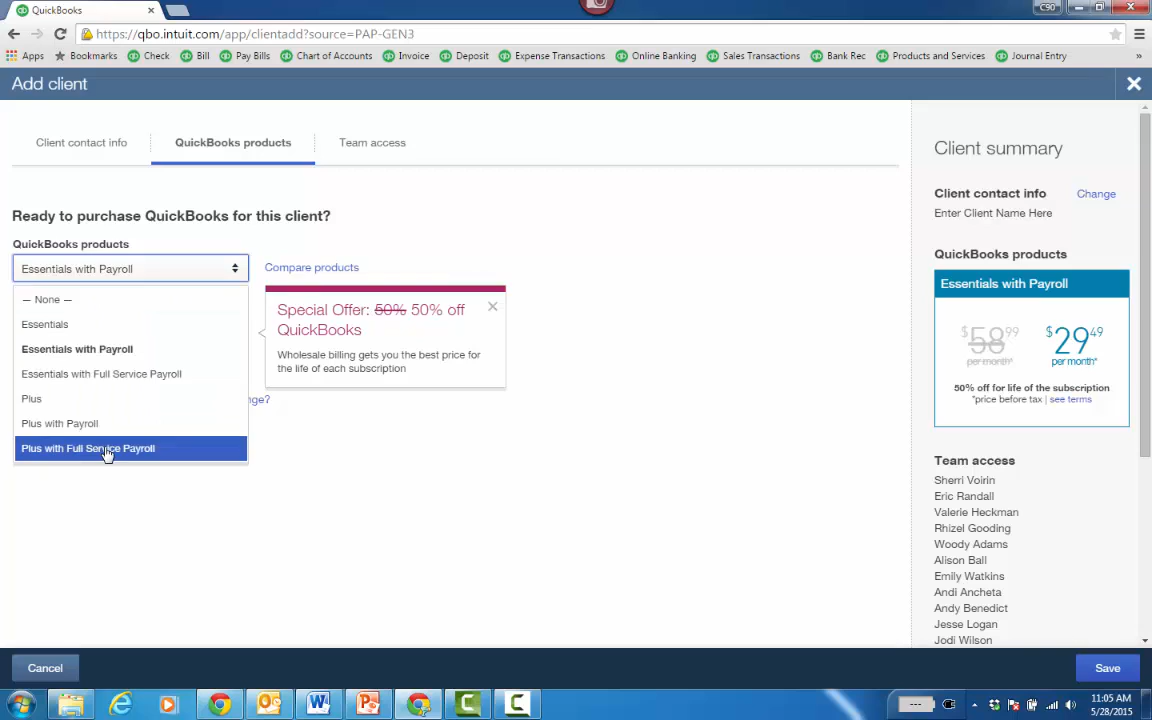 QuickBooks
C90
https://qbo.intuit.com/app/clientadd?source=PAP-GEN3
Apps Bookmarks Check Bill Pay Bills Chart of Accounts Invoice Deposit Expense Transactions Online Banking Sales Transactions Bank Rec Products and Services Journal Entry »
Add client
Client contact info QuickBooks products Team access
Ready to purchase QuickBooks for this client?
QuickBooks products
Essentials with Payroll
Compare products
— None —
Essentials
Essentials with Payroll
Essentials with Full Service Payroll
Plus
Plus with Payroll
Plus with Full Service Payroll
Special Offer: 50% 50% off
QuickBooks
Wholesale billing gets you the best price for
the life of each subscription
nge?
Client summary
Client contact info Change
Enter Client Name Here
QuickBooks products
Essentials with Payroll
$58.99 $29.49
per month* per month*
50% off for life of the subscription
*price before tax | see terms
Team access
Sherri Voirin
Eric Randall
Valerie Heckman
Rhizel Gooding
Woody Adams
Alison Ball
Emily Watkins
Andi Ancheta
Andy Benedict
Jesse Logan
Jodi Wilson
Cancel
Save
11:05 AM
5/28/2015